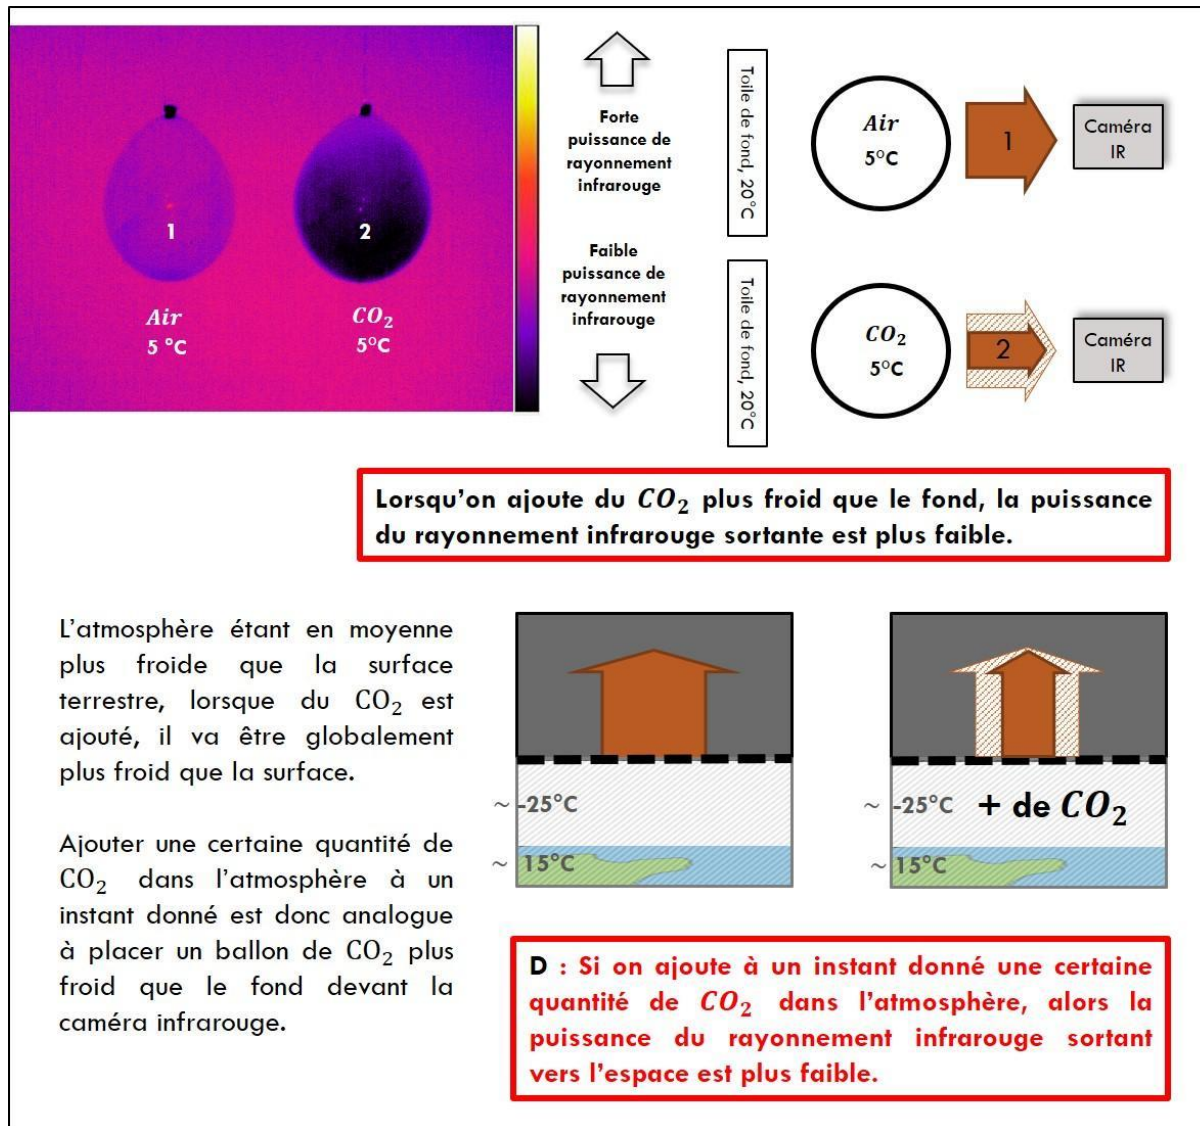 1
2
Air
5 °C
CO₂
5°C
Forte
puissance de
rayonnement
infrarouge
Faible
puissance de
rayonnement
infrarouge
Toile de fond, 20°C
Air
5°C
1
Caméra
IR
Toile de fond, 20°C
CO₂
5°C
2
Caméra
IR
Lorsqu’on ajoute du CO₂ plus froid que le fond, la puissance
du rayonnement infrarouge sortante est plus faible.
L’atmosphère étant en moyenne
plus froide que la surface
terrestre, lorsque du CO₂ est
ajouté, il va être globalement
plus froid que la surface.
Ajouter une certaine quantité de
CO₂ dans l’atmosphère à un
instant donné est donc analogue
à placer un ballon de CO₂ plus
froid que le fond devant la
caméra infrarouge.
~ -25°C
~ 15°C
~ -25°C + de CO₂
~ 15°C
D : Si on ajoute à un instant donné une certaine
quantité de CO₂ dans l’atmosphère, alors la
puissance du rayonnement infrarouge sortant
vers l’espace est plus faible.